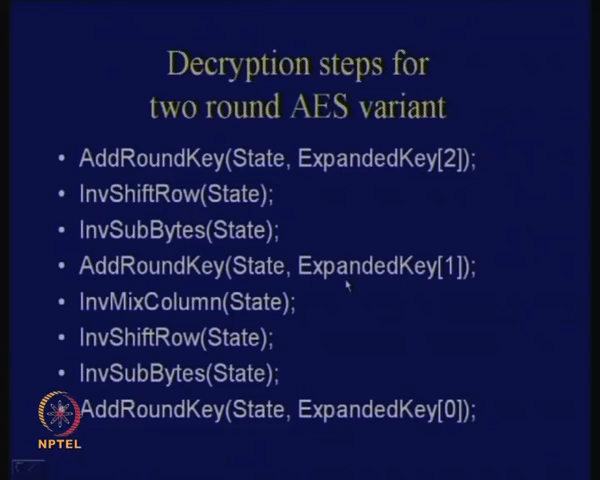 Decryption steps for
two round AES variant
• AddRoundKey(State, ExpandedKey[2]);
• InvShiftRow(State);
• InvSubBytes(State);
• AddRoundKey(State, ExpandedKey[1]);
• InvMixColumn(State);
• InvShiftRow(State);
• InvSubBytes(State);
AddRoundKey(State, ExpandedKey[0]);
NPTEL